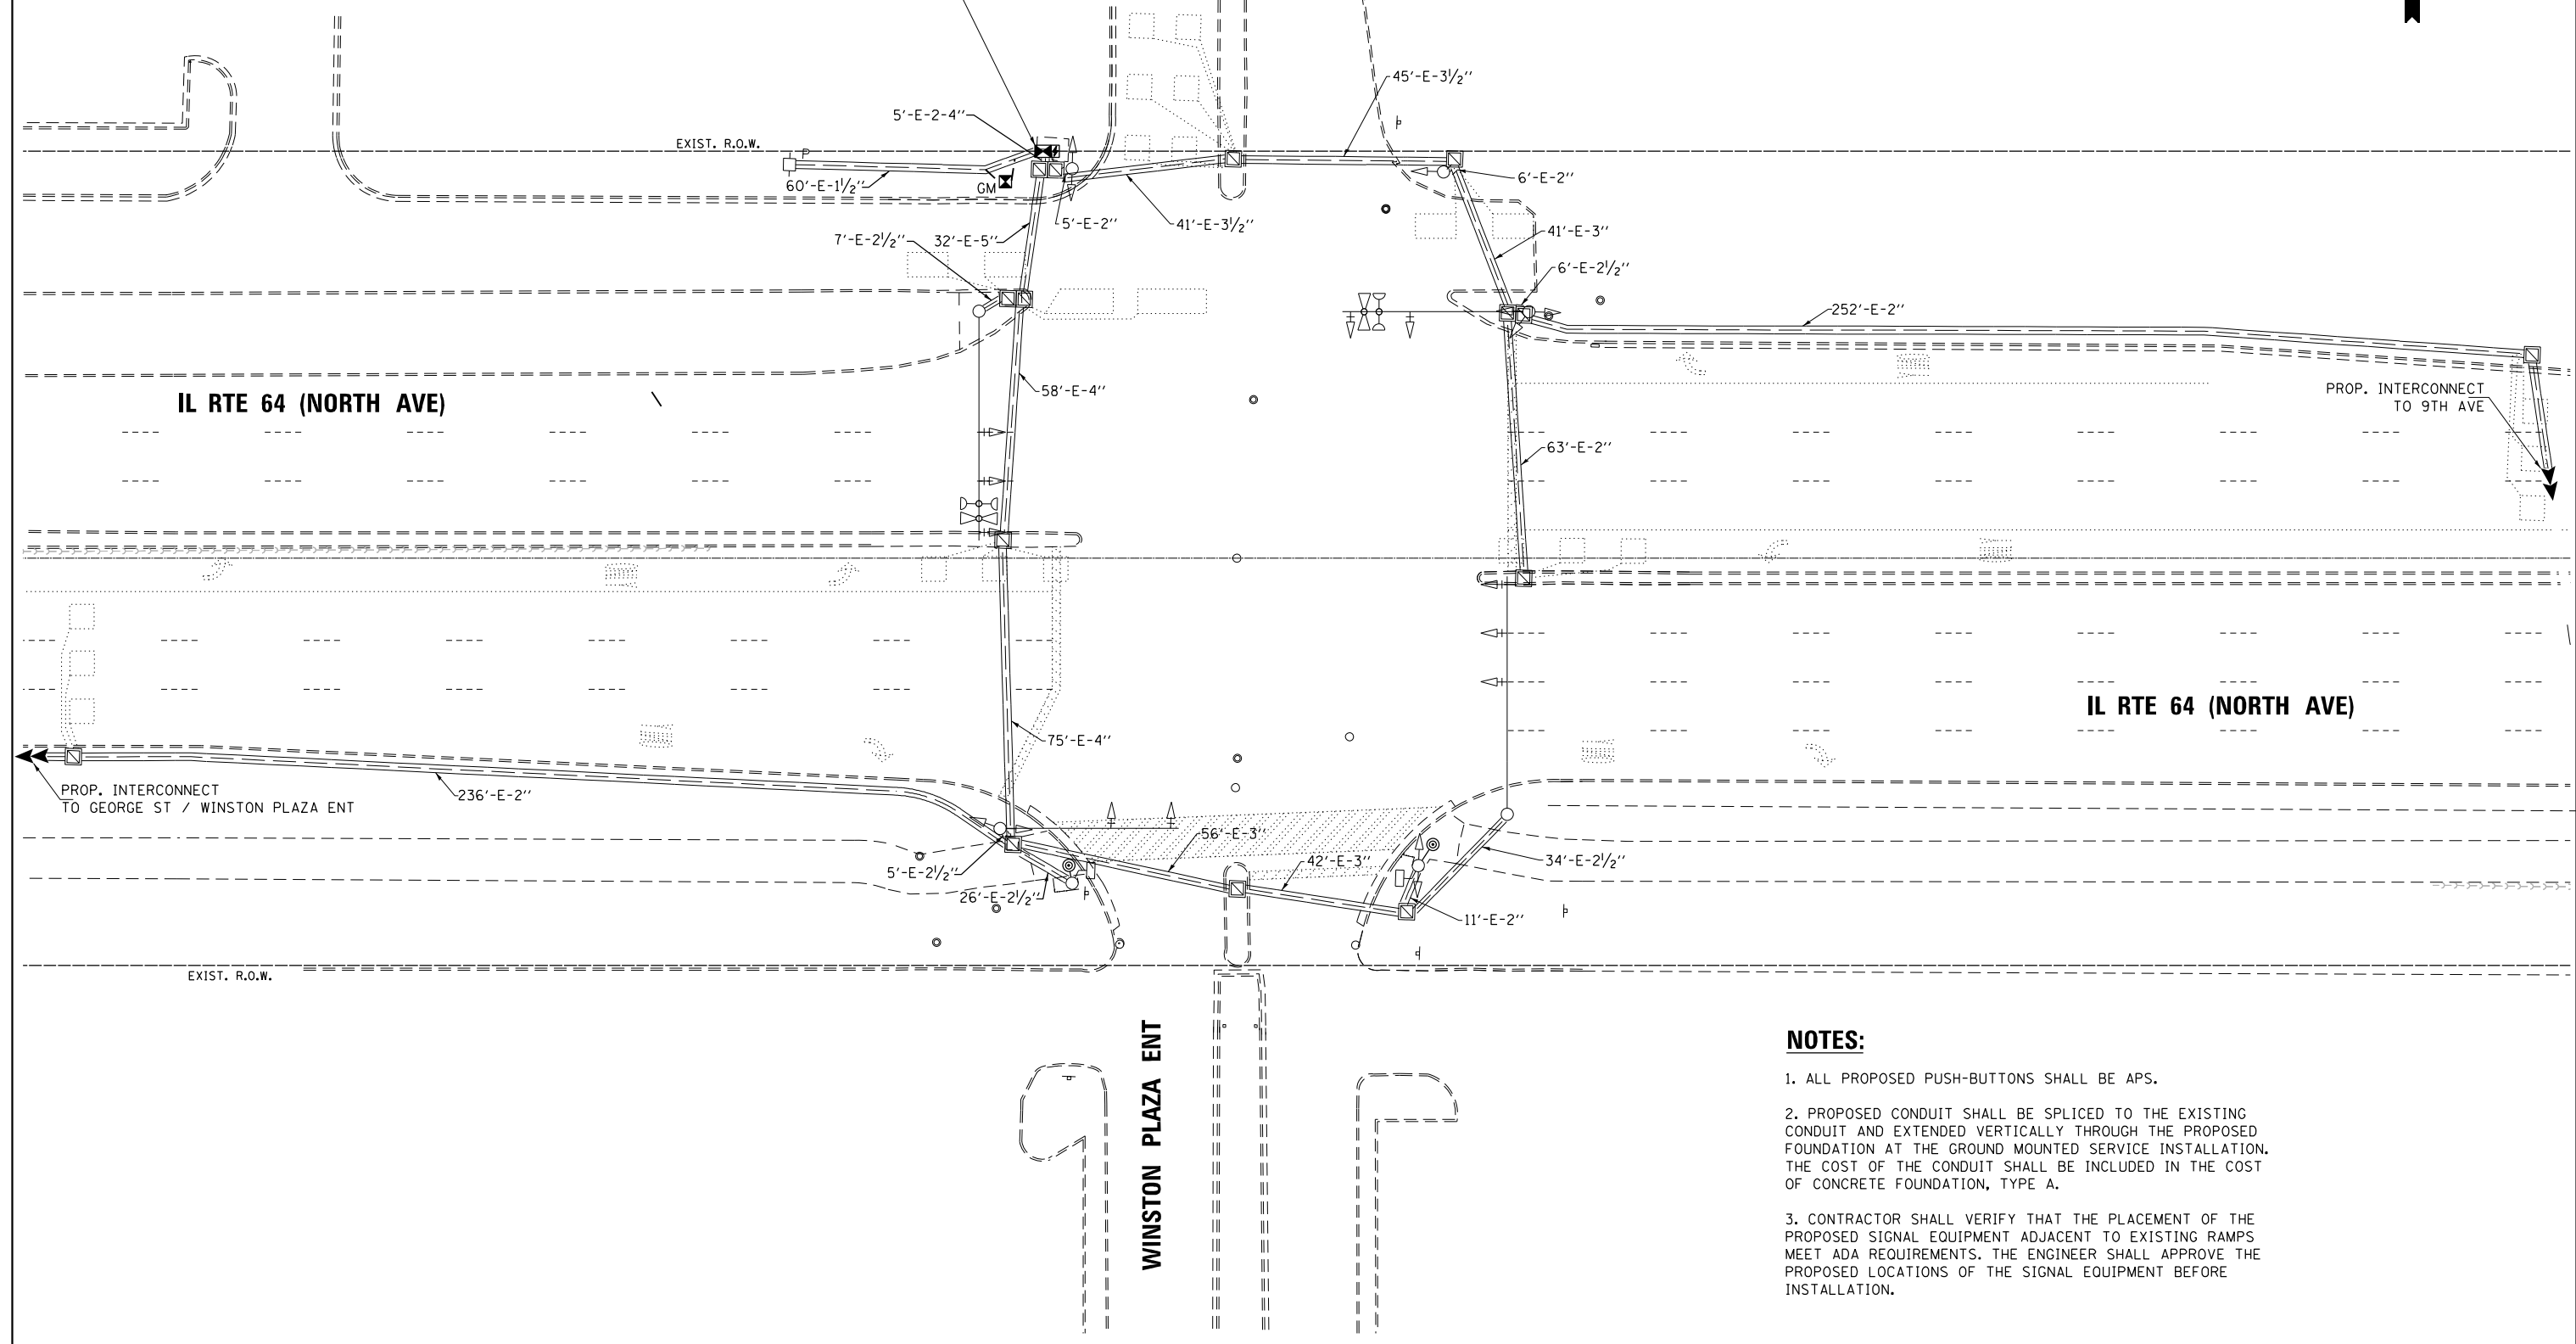 45'-E-3½''
5'-E-2-4''
EXIST. R.O.W.
60'-E-1½''
GM
6'-E-2''
5'-E-2''
41'-E-3½''
7'-E-2½''
32'-E-5''
41'-E-3''
6'-E-2½''
252'-E-2''
58'-E-4''
PROP. INTERCONNECT
TO 9TH AVE
IL RTE 64 (NORTH AVE)
63'-E-2''
IL RTE 64 (NORTH AVE)
75'-E-4''
PROP. INTERCONNECT
TO GEORGE ST / WINSTON PLAZA ENT
236'-E-2''
56'-E-3''
42'-E-3''
34'-E-2½''
5'-E-2½''
26'-E-2½''
11'-E-2''
EXIST. R.O.W.
WINSTON PLAZA ENT
NOTES:
1. ALL PROPOSED PUSH-BUTTONS SHALL BE APS.
2. PROPOSED CONDUIT SHALL BE SPLICED TO THE EXISTING
CONDUIT AND EXTENDED VERTICALLY THROUGH THE PROPOSED
FOUNDATION AT THE GROUND MOUNTED SERVICE INSTALLATION.
THE COST OF THE CONDUIT SHALL BE INCLUDED IN THE COST
OF CONCRETE FOUNDATION, TYPE A.
3. CONTRACTOR SHALL VERIFY THAT THE PLACEMENT OF THE
PROPOSED SIGNAL EQUIPMENT ADJACENT TO EXISTING RAMPS
MEET ADA REQUIREMENTS. THE ENGINEER SHALL APPROVE THE
PROPOSED LOCATIONS OF THE SIGNAL EQUIPMENT BEFORE
INSTALLATION.